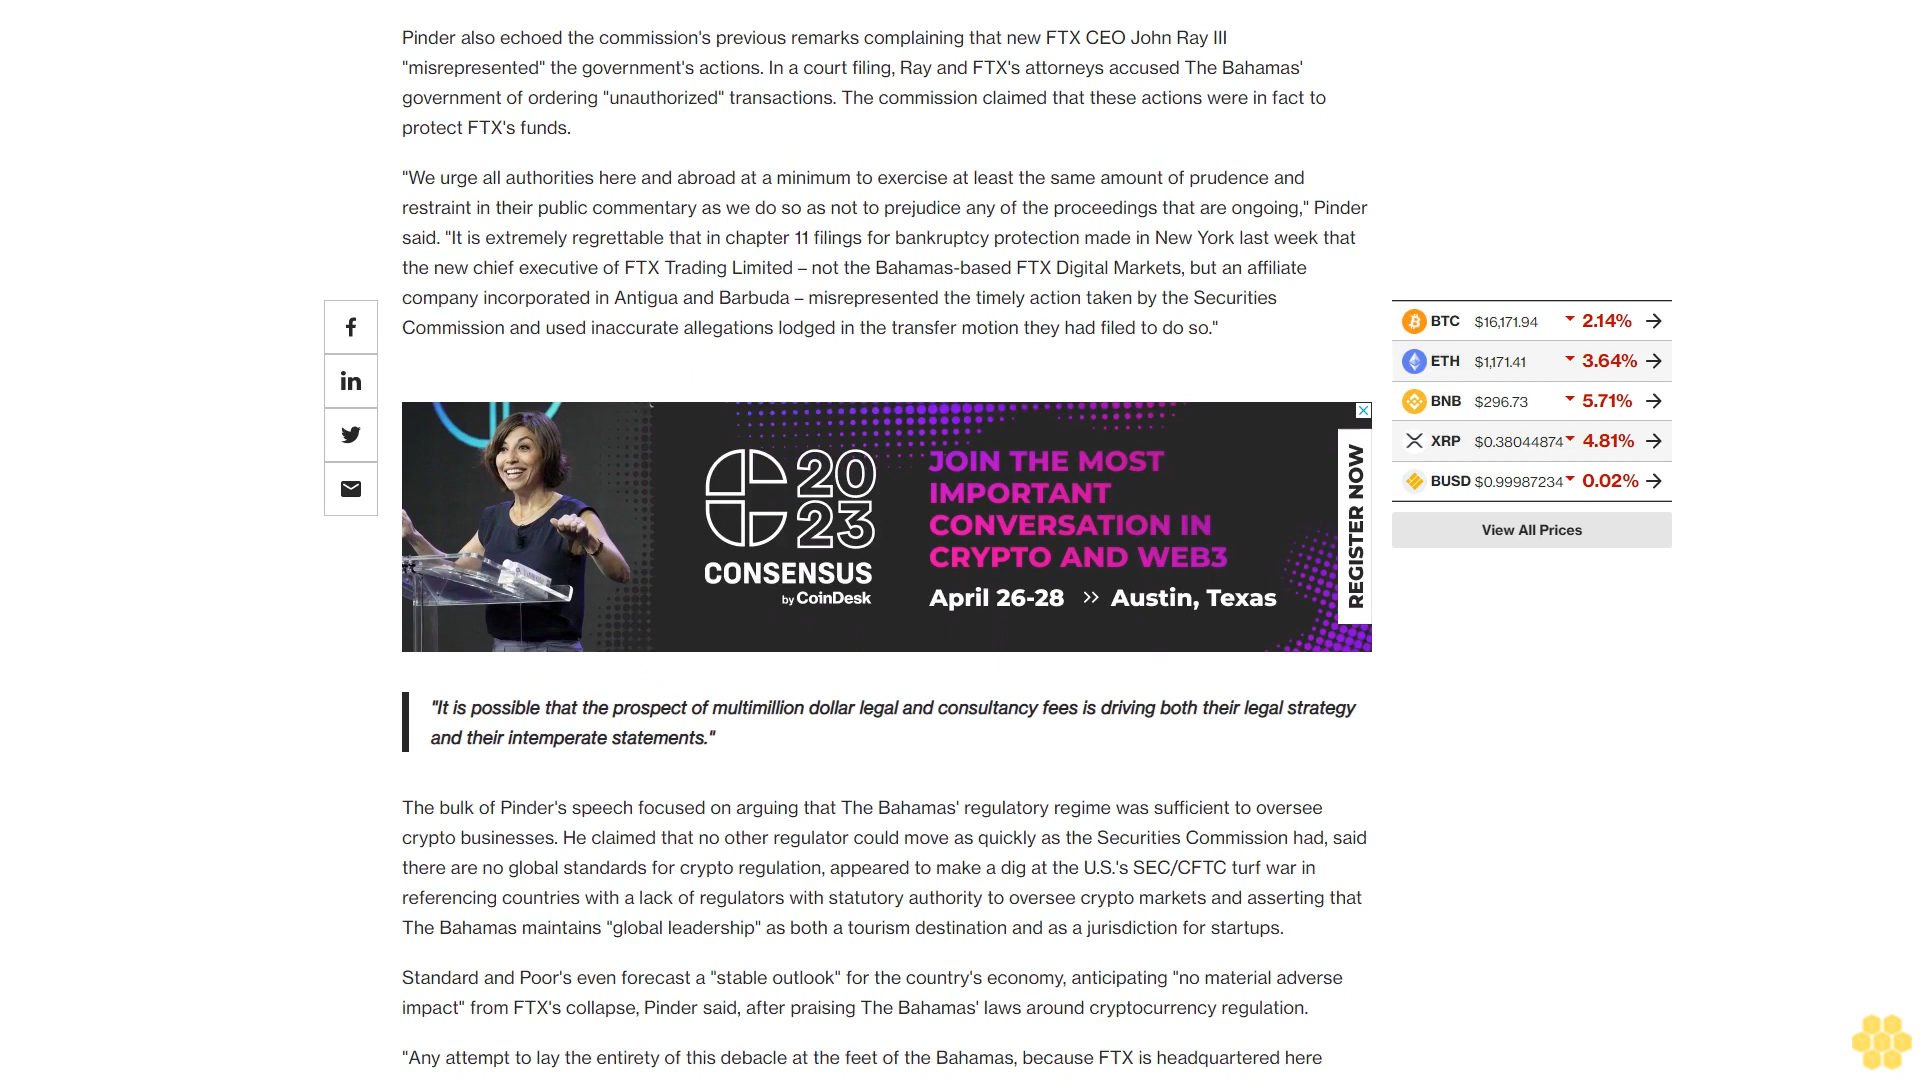 Pinder also echoed the commission's previous remarks complaining that new FTX CEO John Ray III
"misrepresented" the government's actions. In a court filing, Ray and FTX's attorneys accused The Bahamas'
government of ordering "unauthorized" transactions. The commission claimed that these actions were in fact to
protect FTX's funds.
"We urge all authorities here and abroad at a minimum to exercise at least the same amount of prudence and
restraint in their public commentary as we do so as not to prejudice any of the proceedings that are ongoing," Pinder
said. "It is extremely regrettable that in chapter 11 filings for bankruptcy protection made in New York last week that
the new chief executive of FTX Trading Limited – not the Bahamas-based FTX Digital Markets, but an affiliate
company incorporated in Antigua and Barbuda – misrepresented the timely action taken by the Securities
Commission and used inaccurate allegations lodged in the transfer motion they had filed to do so."
BTC $16,171.94 2.14%
ETH $1,171.41 3.64%
BNB $296.73 5.71%
XRP $0.38044874 4.81%
BUSD $0.99987234 0.02%
View All Prices
2023
CONSENSUS
by CoinDesk
JOIN THE MOST
IMPORTANT
CONVERSATION IN
CRYPTO AND WEB3
April 26-28 >> Austin, Texas
REGISTER NOW
"It is possible that the prospect of multimillion dollar legal and consultancy fees is driving both their legal strategy
and their intemperate statements."
The bulk of Pinder's speech focused on arguing that The Bahamas' regulatory regime was sufficient to oversee
crypto businesses. He claimed that no other regulator could move as quickly as the Securities Commission had, said
there are no global standards for crypto regulation, appeared to make a dig at the U.S.'s SEC/CFTC turf war in
referencing countries with a lack of regulators with statutory authority to oversee crypto markets and asserting that
The Bahamas maintains "global leadership" as both a tourism destination and as a jurisdiction for startups.
Standard and Poor's even forecast a "stable outlook" for the country's economy, anticipating "no material adverse
impact" from FTX's collapse, Pinder said, after praising The Bahamas' laws around cryptocurrency regulation.
"Any attempt to lay the entirety of this debacle at the feet of the Bahamas, because FTX is headquartered here